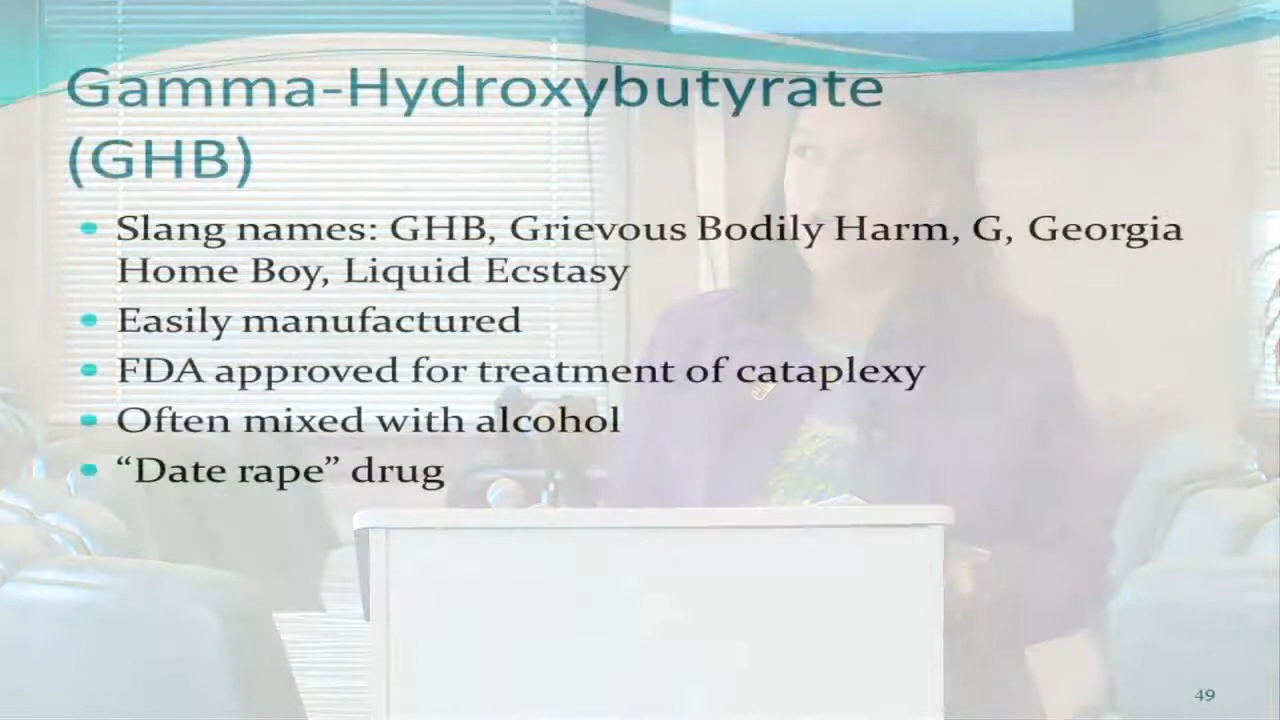 Gamma-Hydroxybutyrate
(GHB)
• Slang names: GHB, Grievous Bodily Harm, G, Georgia
Home Boy, Liquid Ecstasy
• Easily manufactured
• FDA approved for treatment of cataplexy
• Often mixed with alcohol
• “Date rape” drug
49